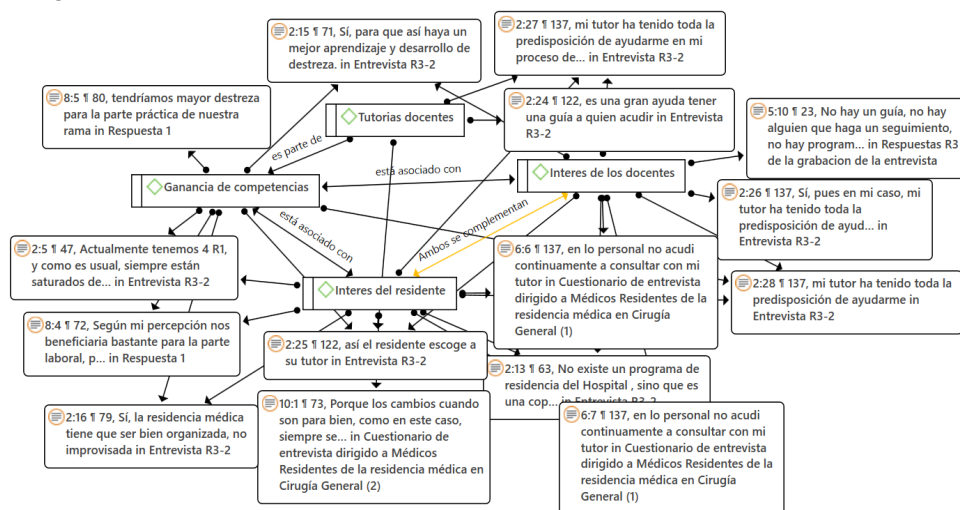 2:15 ¶ 71, Sí, para que así haya un
mejor aprendizaje y desarrollo de
destreza. in Entrevista R3-2
2:27 ¶ 137, mi tutor ha tenido toda la
predisposición de ayudarme en mi
proceso de... in Entrevista R3-2
8:5 ¶ 80, tendríamos mayor destreza
para la parte práctica de nuestra
rama in Respuesta 1
Tutorias docentes
2:24 ¶ 122, es una gran ayuda tener
una guía a quien acudir in Entrevista
R3-2
5:10 ¶ 23, No hay un guía, no hay
alguien que haga un seguimiento,
no hay program... in Respuestas R3
de la grabacion de la entrevista
es parte de
está asociado con
Ganancia de competencias
Interes de los docentes
2:26 ¶ 137, Sí, pues en mi caso, mi
tutor ha tenido toda la
predisposición de ayud... in
Entrevista R3-2
está asociado con
Ambos se complementan
2:5 ¶ 47, Actualmente tenemos 4 R1,
y como es usual, siempre están
saturados de... in Entrevista R3-2
6:6 ¶ 137, en lo personal no acudi
continuamente a consultar con mi
tutor in Cuestionario de
entrevista dirigido a Médicos
Residentes de la residencia
médica en Cirugía
General (1)
Interes del residente
2:28 ¶ 137, mi tutor ha tenido toda la
predisposición de ayudarme in
Entrevista R3-2
8:4 ¶ 72, Según mi percepción nos
beneficiaria bastante para la parte
laboral, p... in Respuesta 1
2:25 ¶ 122, así el residente escoge a
su tutor in Entrevista R3-2
2:13 ¶ 63, No existe un programa de
residencia del Hospital , sino que es
una cop... in Entrevista R3-2
2:16 ¶ 79, Sí, la residencia médica
tiene que ser bien organizada, no
improvisada in Entrevista R3-2
10:1 ¶ 73, Porque los cambios cuando
son para bien, como en este caso,
siempre se... in Cuestionario de
entrevista dirigido a Médicos
Residentes de la residencia médica en
Cirugía General (2)
6:7 ¶ 137, en lo personal no acudi
continuamente a consultar con mi
tutor in Cuestionario de entrevista
dirigido a Médicos Residentes de la
residencia médica en Cirugía
General (1)